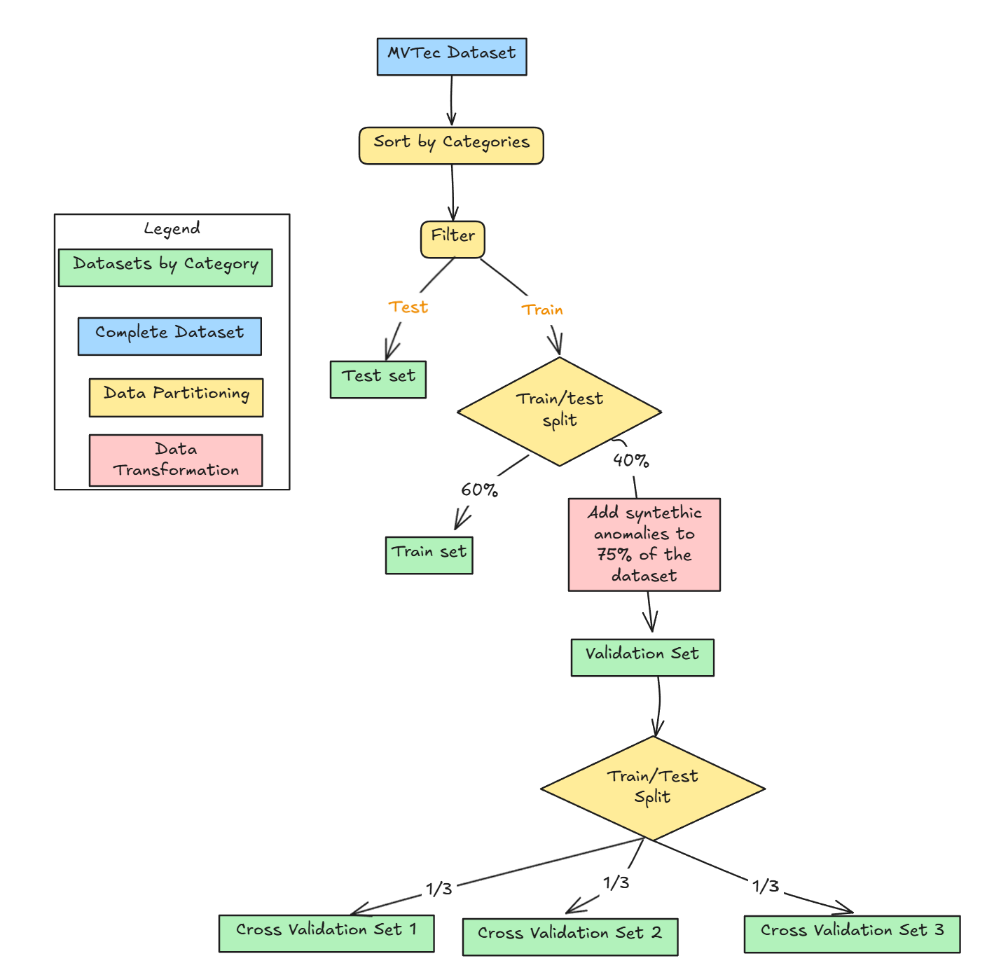 MVTec Dataset
Sort by Categories
Filter
Legend
Datasets by Category
Complete Dataset
Data Partitioning
Data
Transformation
Test
Train
Test set
Train/test
split
60%
40%
Train set
Add syntethic
anomalies to
75% of the
dataset
Validation Set
Train/Test
Split
1/3
1/3
1/3
Cross Validation Set 1
Cross Validation Set 2
Cross Validation Set 3